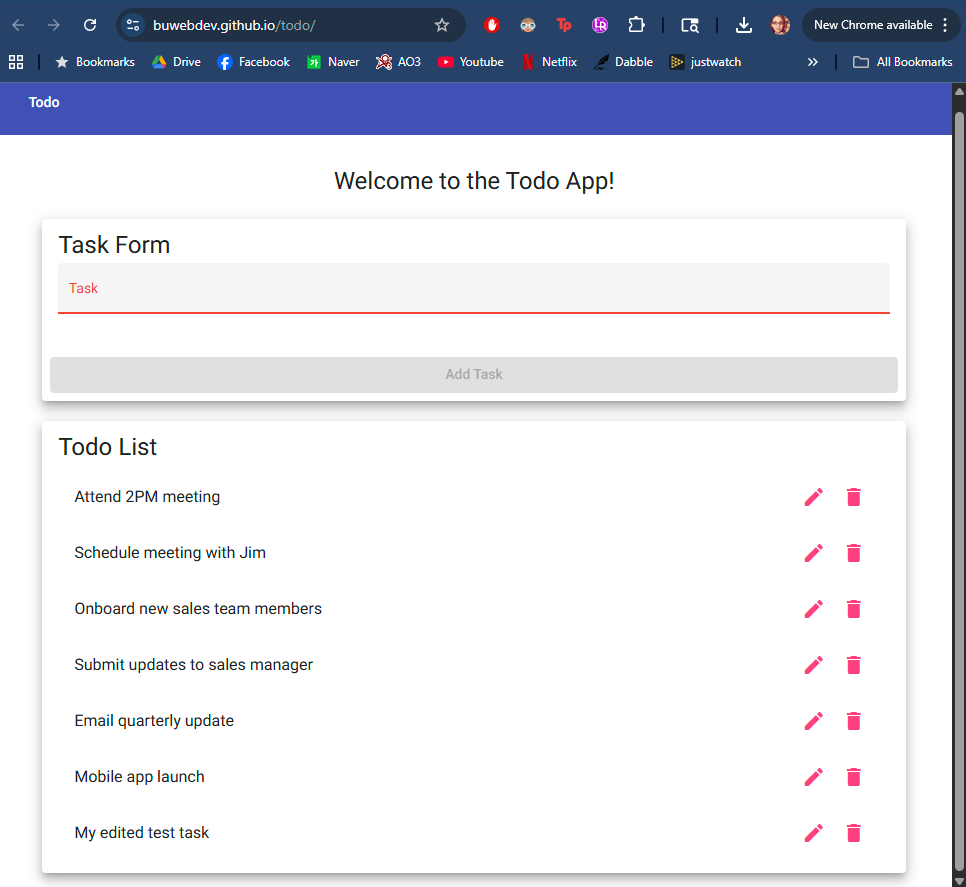 buwebdev.github.io/todo/
Tp
LR
New Chrome available
Bookmarks Drive Facebook Naver AO3 Youtube Netflix Dabble justwatch » All Bookmarks
Todo
Welcome to the Todo App!
Task Form
Task
Add Task
Todo List
Attend 2PM meeting
Schedule meeting with Jim
Onboard new sales team members
Submit updates to sales manager
Email quarterly update
Mobile app launch
My edited test task